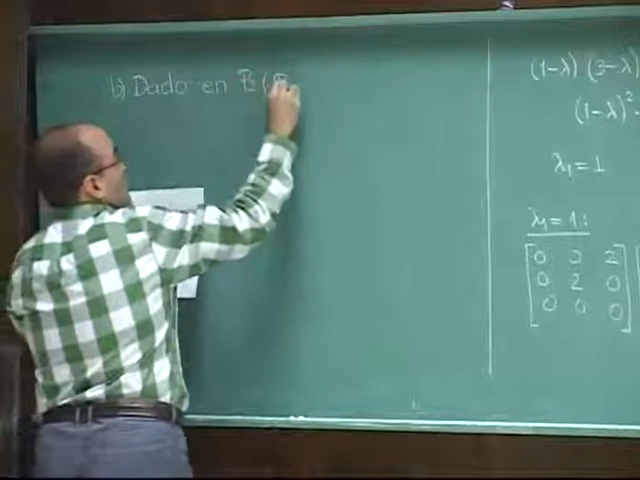 b) Dado en P₂(R
(1-λ) (3-λ)
(1-λ)² -
λ₁ = 1
λ₁ = 1:
[0 2 2]
[0 2 0]
[0 0 0]